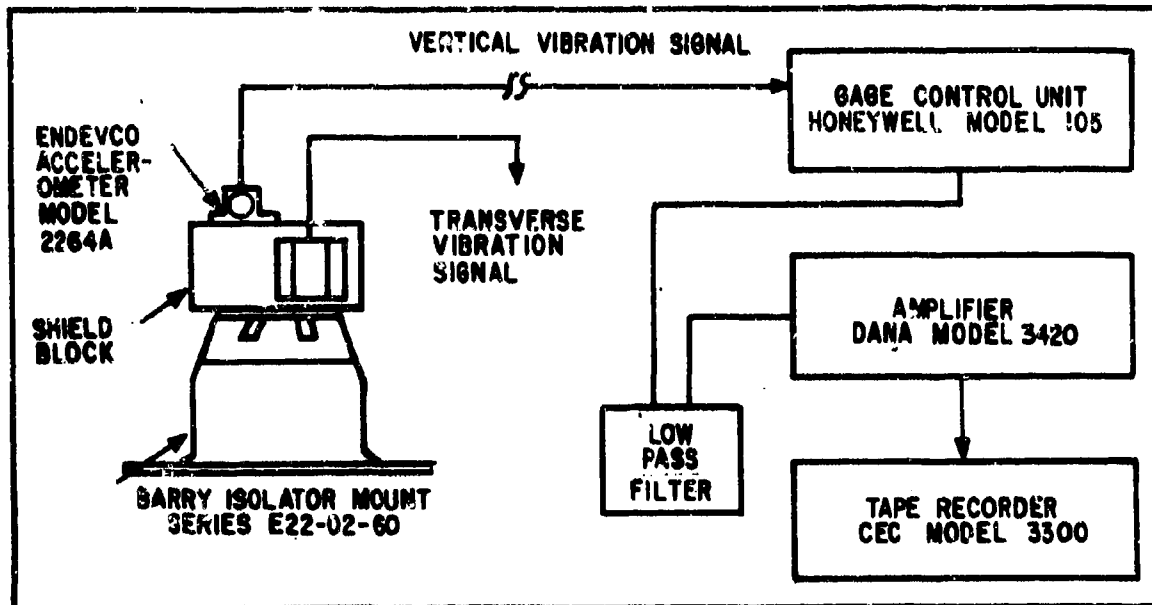 VERTICAL VIBRATION SIGNAL
GAGE CONTROL UNIT
HONEYWELL MODEL 105
ENDEVCO
ACCELER-
OMETER
MODEL
2264A
TRANSVERSE
VIBRATION
SIGNAL
SHIELD
BLOCK
AMPLIFIER
DANA MODEL 3420
LOW
PASS
FILTER
BARRY ISOLATOR MOUNT
SERIES E22-02-60
TAPE RECORDER
CEC MODEL 3300